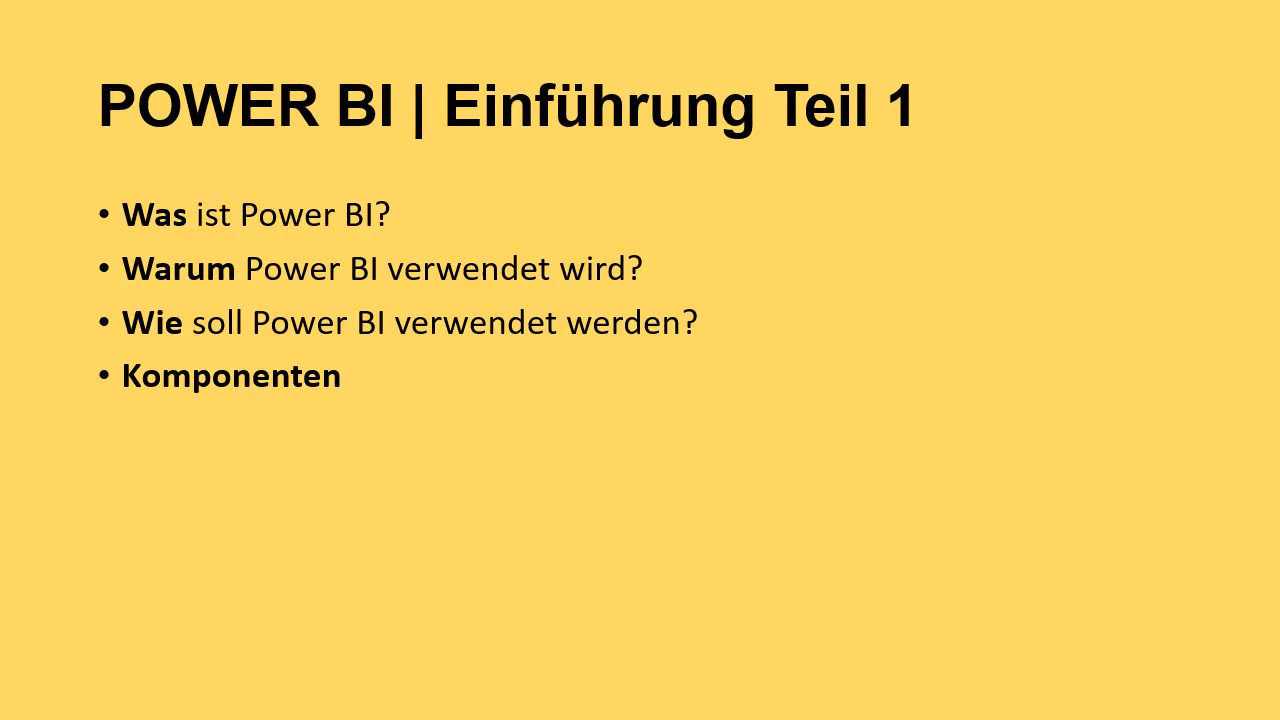 POWER BI | Einführung Teil 1
• Was ist Power BI?
• Warum Power BI verwendet wird?
• Wie soll Power BI verwendet werden?
• Komponenten